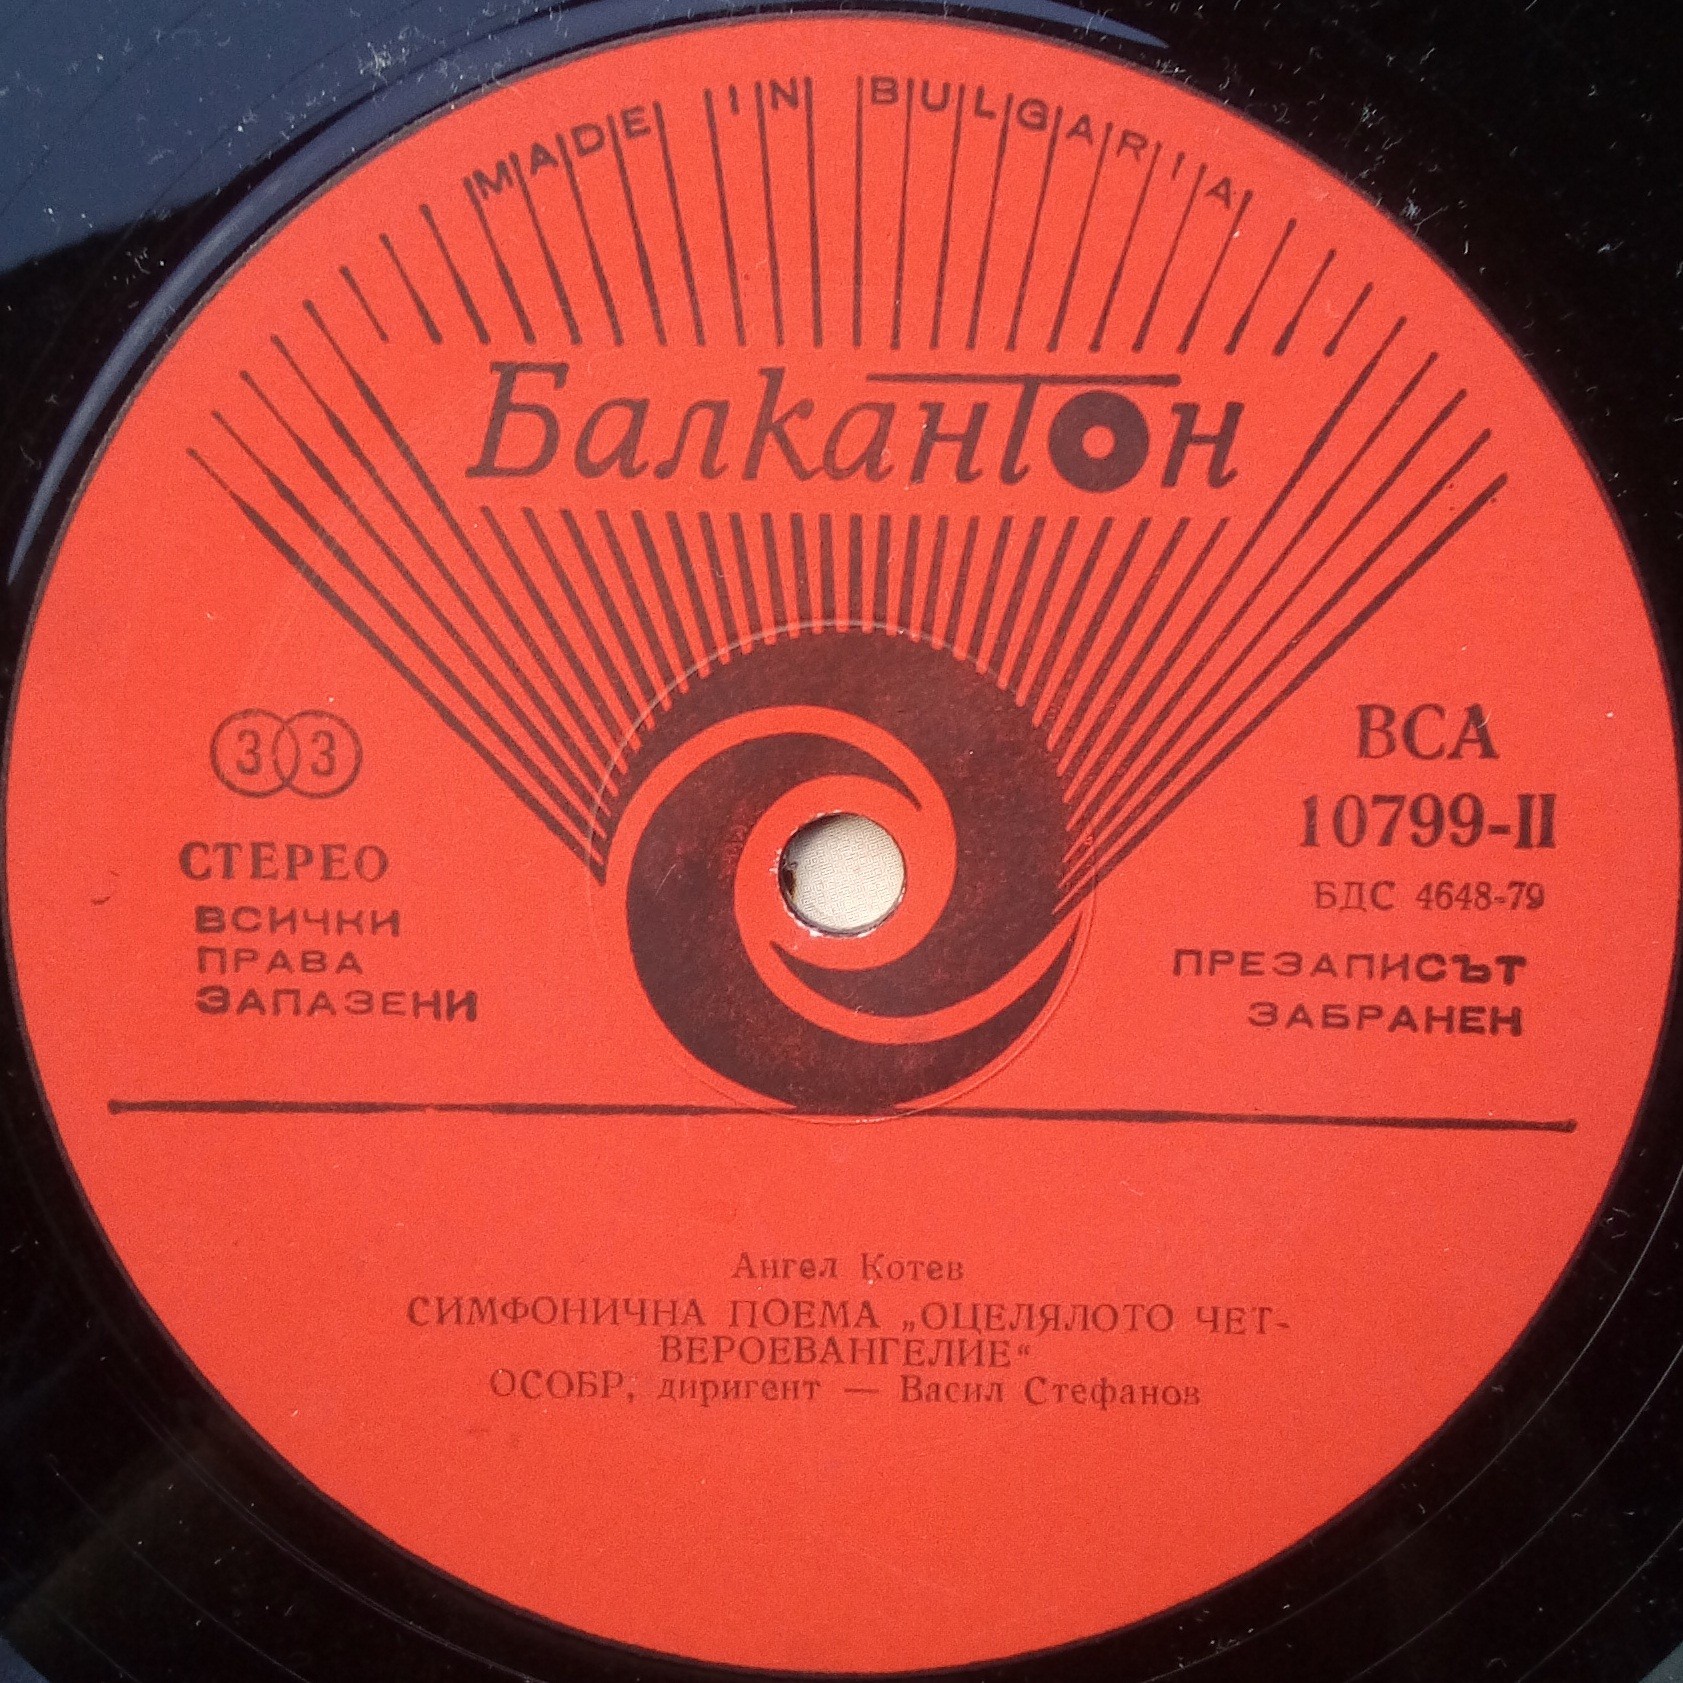 MADE IN BULGARIA
Балкантон
33
СТЕРЕО
ВСИЧКИ
ПРАВА
ЗАПАЗЕНИ
ВСА
10799-II
БДС 4648-79
ПРЕЗАПИСЪТ
ЗАБРАНЕН
Ангел Котев
СИМФОНИЧНА ПОЕМА „ОЦЕЛЯЛОТО ЧЕТ-
ВЕРОЕВАНГЕЛИЕ“
ОСОБР, диригент — Васил Стефанов